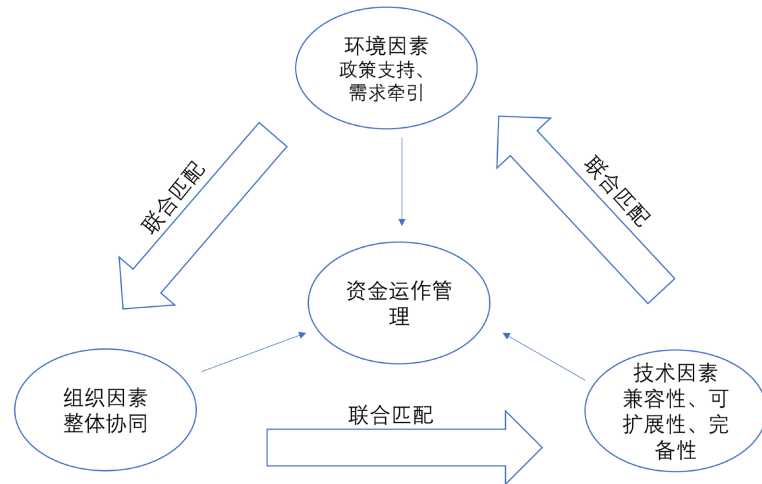 环境因素
政策支持、
需求牵引
联合匹配
联合匹配
资金运作管
理
组织因素
整体协同
联合匹配
技术因素
兼容性、可
扩展性、完
备性